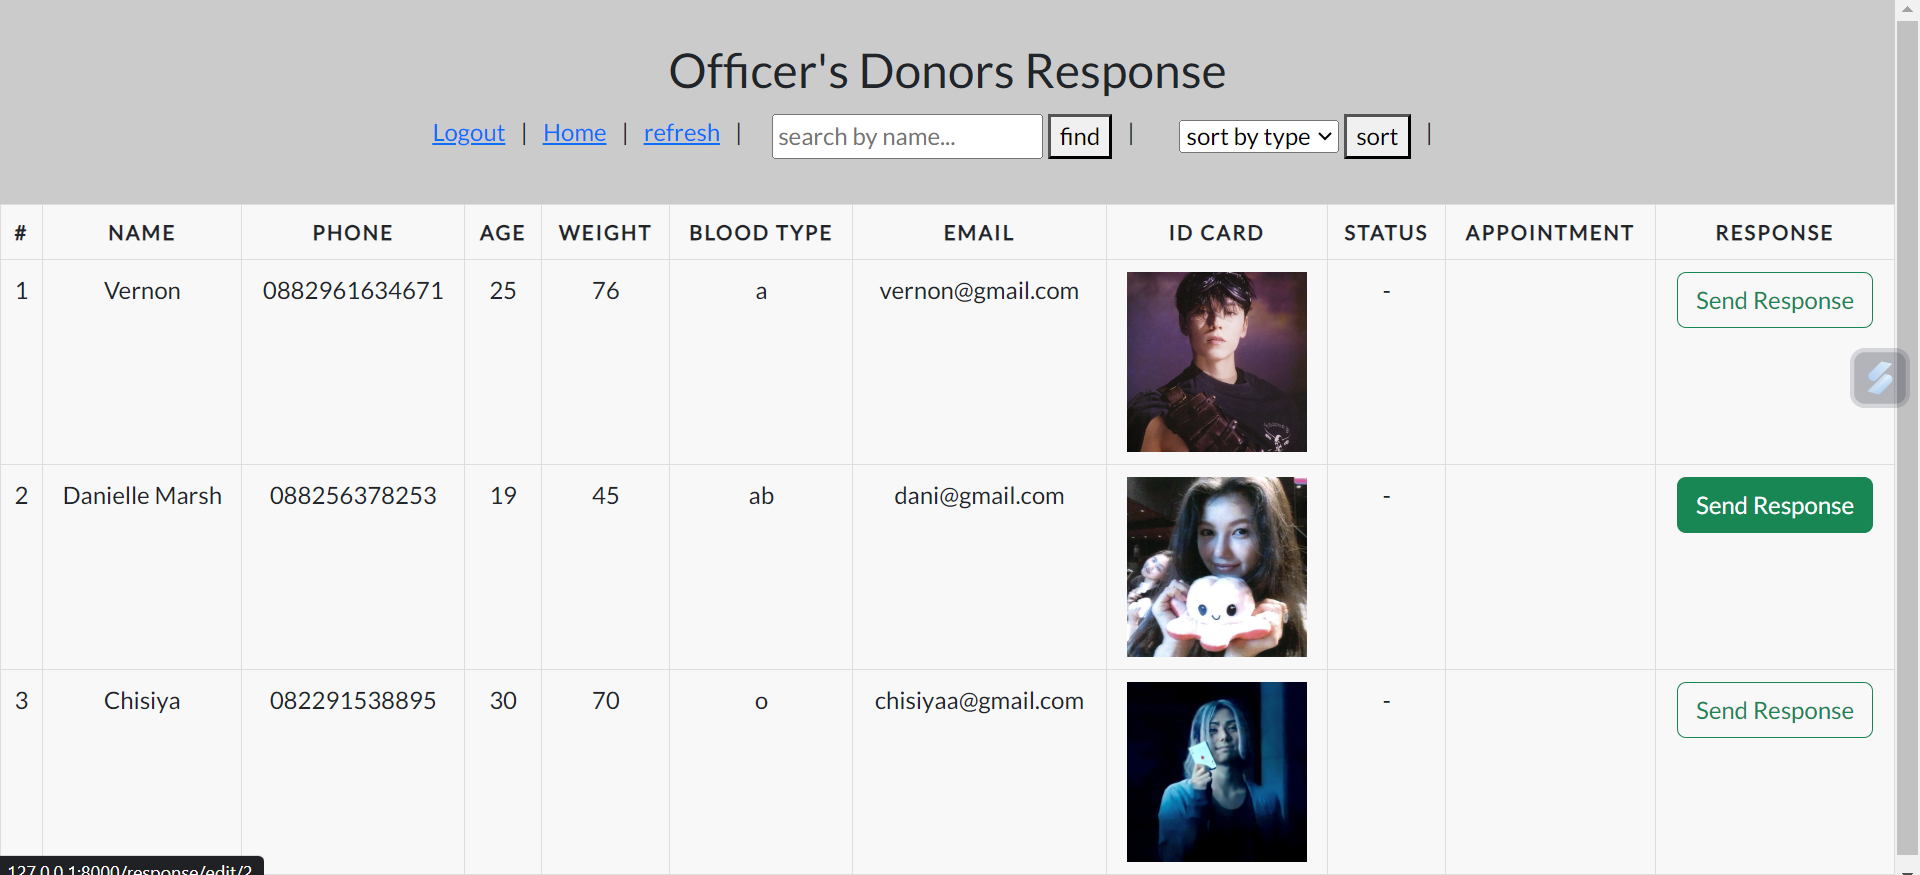 Officer's Donors Response
Logout | Home | refresh | search by name... find | sort by type sort |
# NAME PHONE AGE WEIGHT BLOOD TYPE EMAIL ID CARD STATUS APPOINTMENT RESPONSE
1 Vernon 0882961634671 25 76 a vernon@gmail.com - Send Response
2 Danielle Marsh 088256378253 19 45 ab dani@gmail.com - Send Response
3 Chisiya 082291538895 30 70 o chisiyaa@gmail.com - Send Response
127.0.0.1:8000/response/edit/2